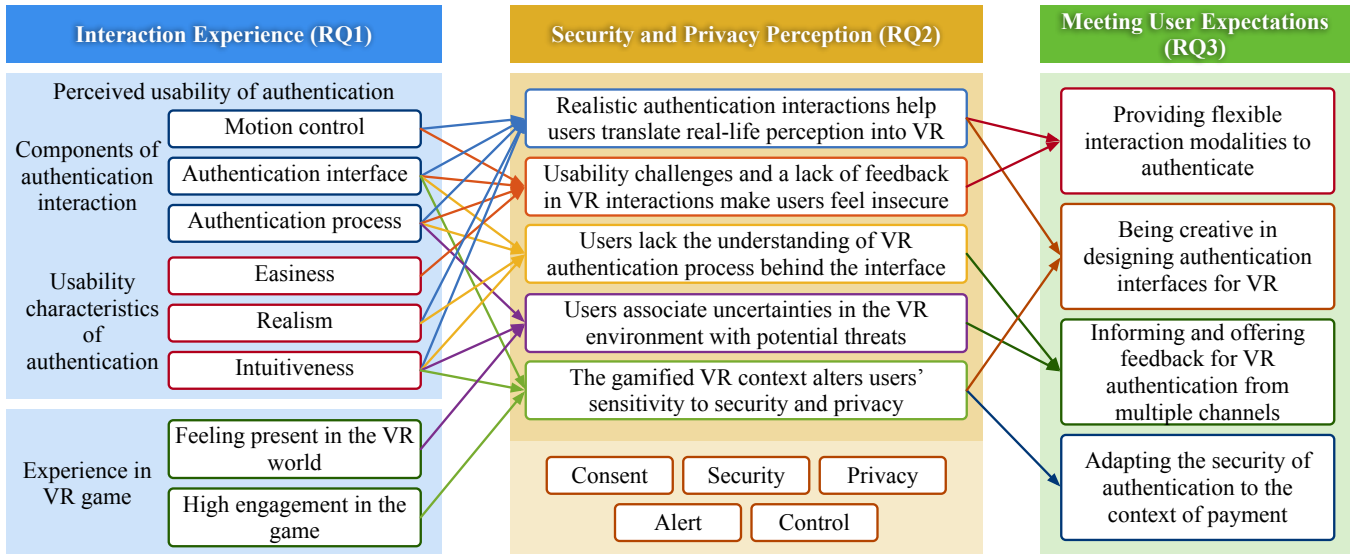 Interaction Experience (RQ1)
Perceived usability of authentication
Components of
authentication
interaction
Motion control
Authentication interface
Authentication process
Usability
characteristics
of
authentication
Easiness
Realism
Intuitiveness
Experience in
VR game
Feeling present in the VR
world
High engagement in the
game
Security and Privacy Perception (RQ2)
Realistic authentication interactions help
users translate real-life perception into VR
Usability challenges and a lack of feedback
in VR interactions make users feel insecure
Users lack the understanding of VR
authentication process behind the interface
Users associate uncertainties in the VR
environment with potential threats
The gamified VR context alters users’
sensitivity to security and privacy
Consent
Security
Privacy
Alert
Control
Meeting User Expectations
(RQ3)
Providing flexible
interaction modalities to
authenticate
Being creative in
designing authentication
interfaces for VR
Informing and offering
feedback for VR
authentication from
multiple channels
Adapting the security of
authentication to the
context of payment